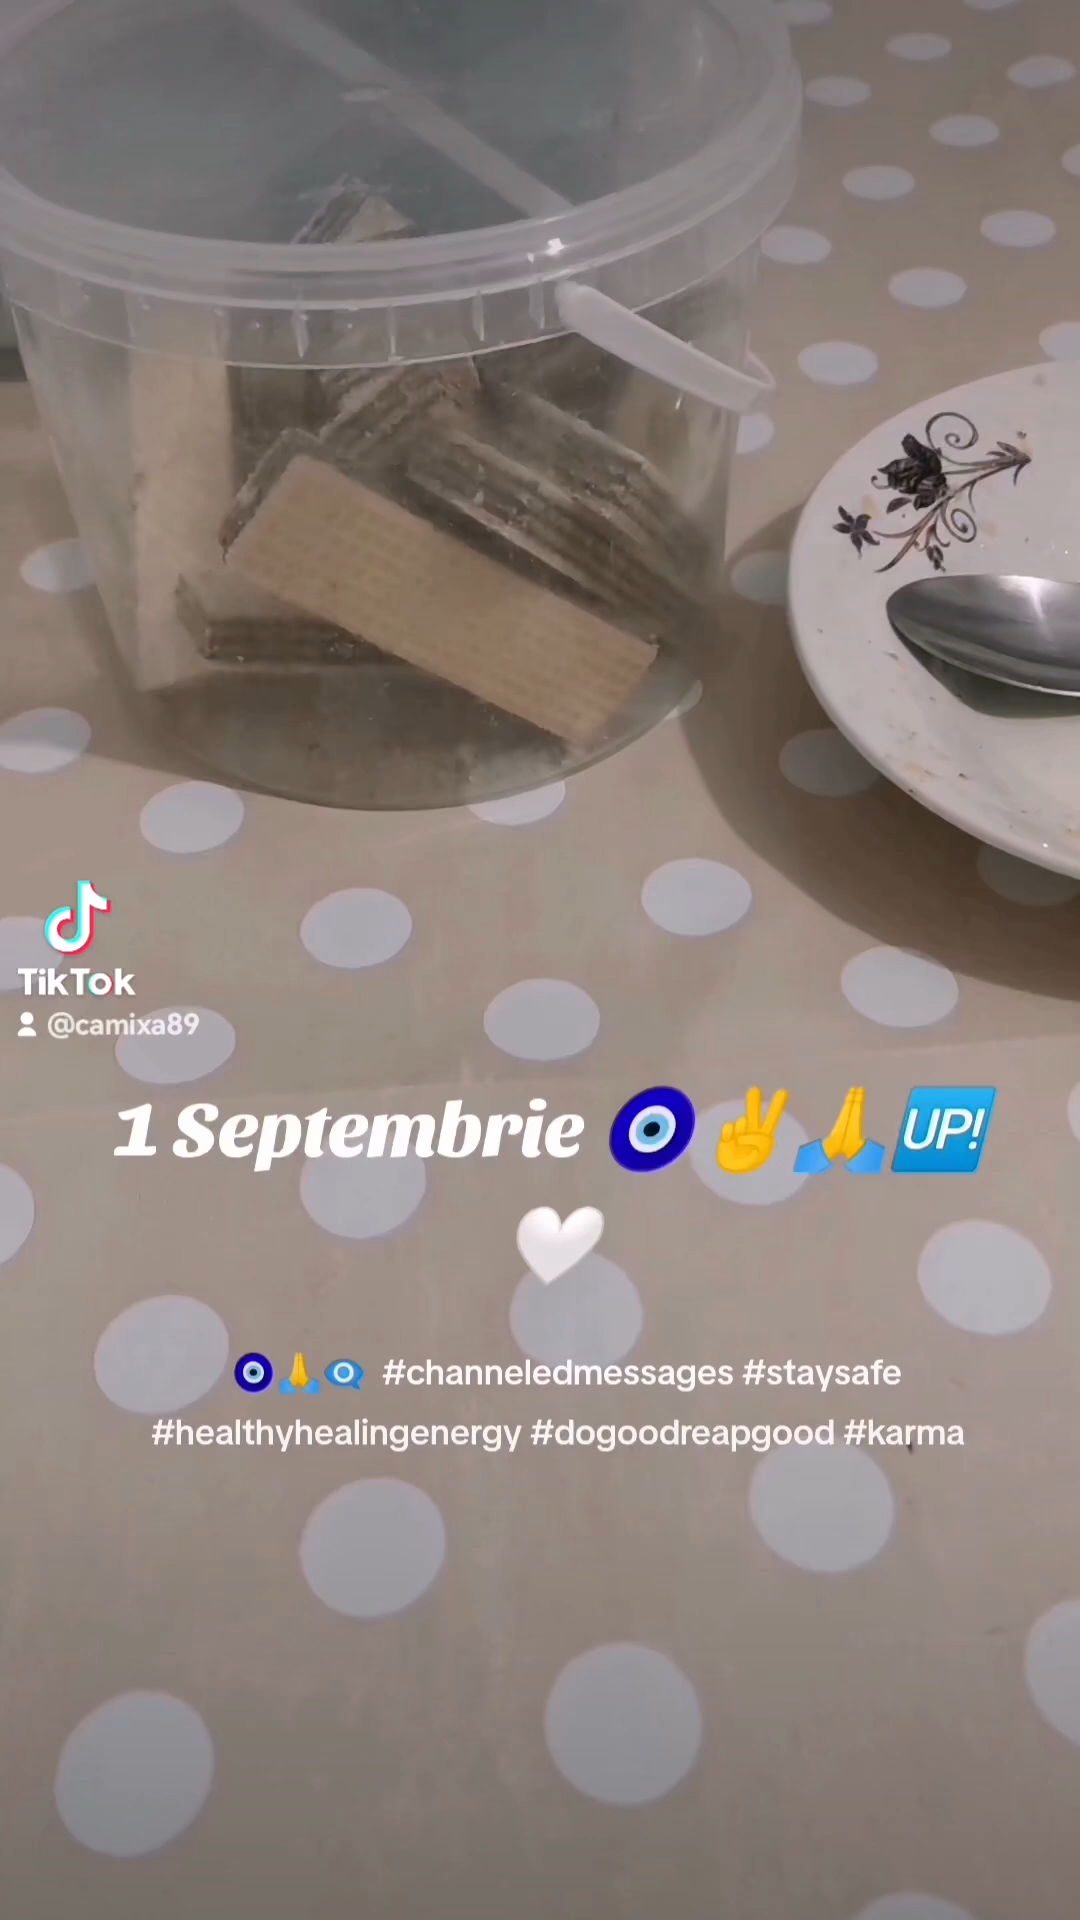 TikTok
@camixa89
1 Septembrie 🧿✌️🙏🆙
🤍
🧿🙏👁️‍🗨️ #channeledmessages #staysafe
#healthyhealingenergy #dogoodreapgood #karma